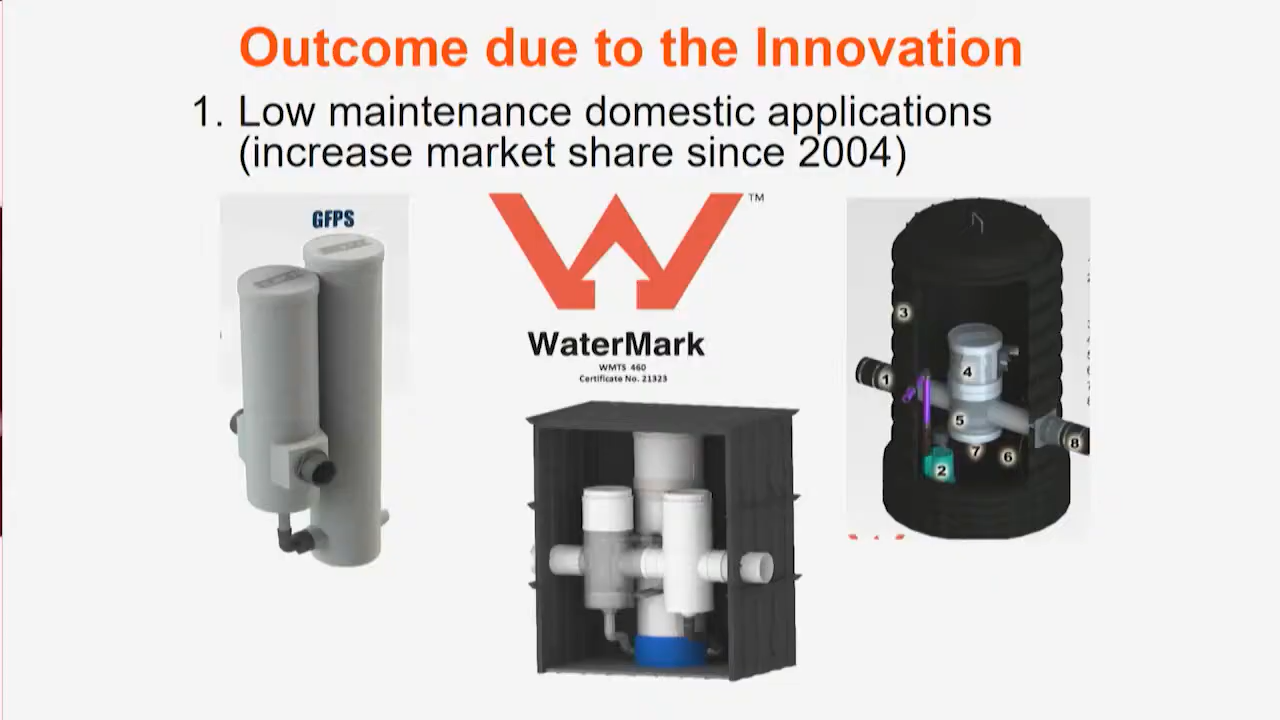 Outcome due to the Innovation
1. Low maintenance domestic applications
(increase market share since 2004)
GFPS
TM
WaterMark
WMTS 460
Certificate No. 21323
3
4
1
5
8
7
6
2